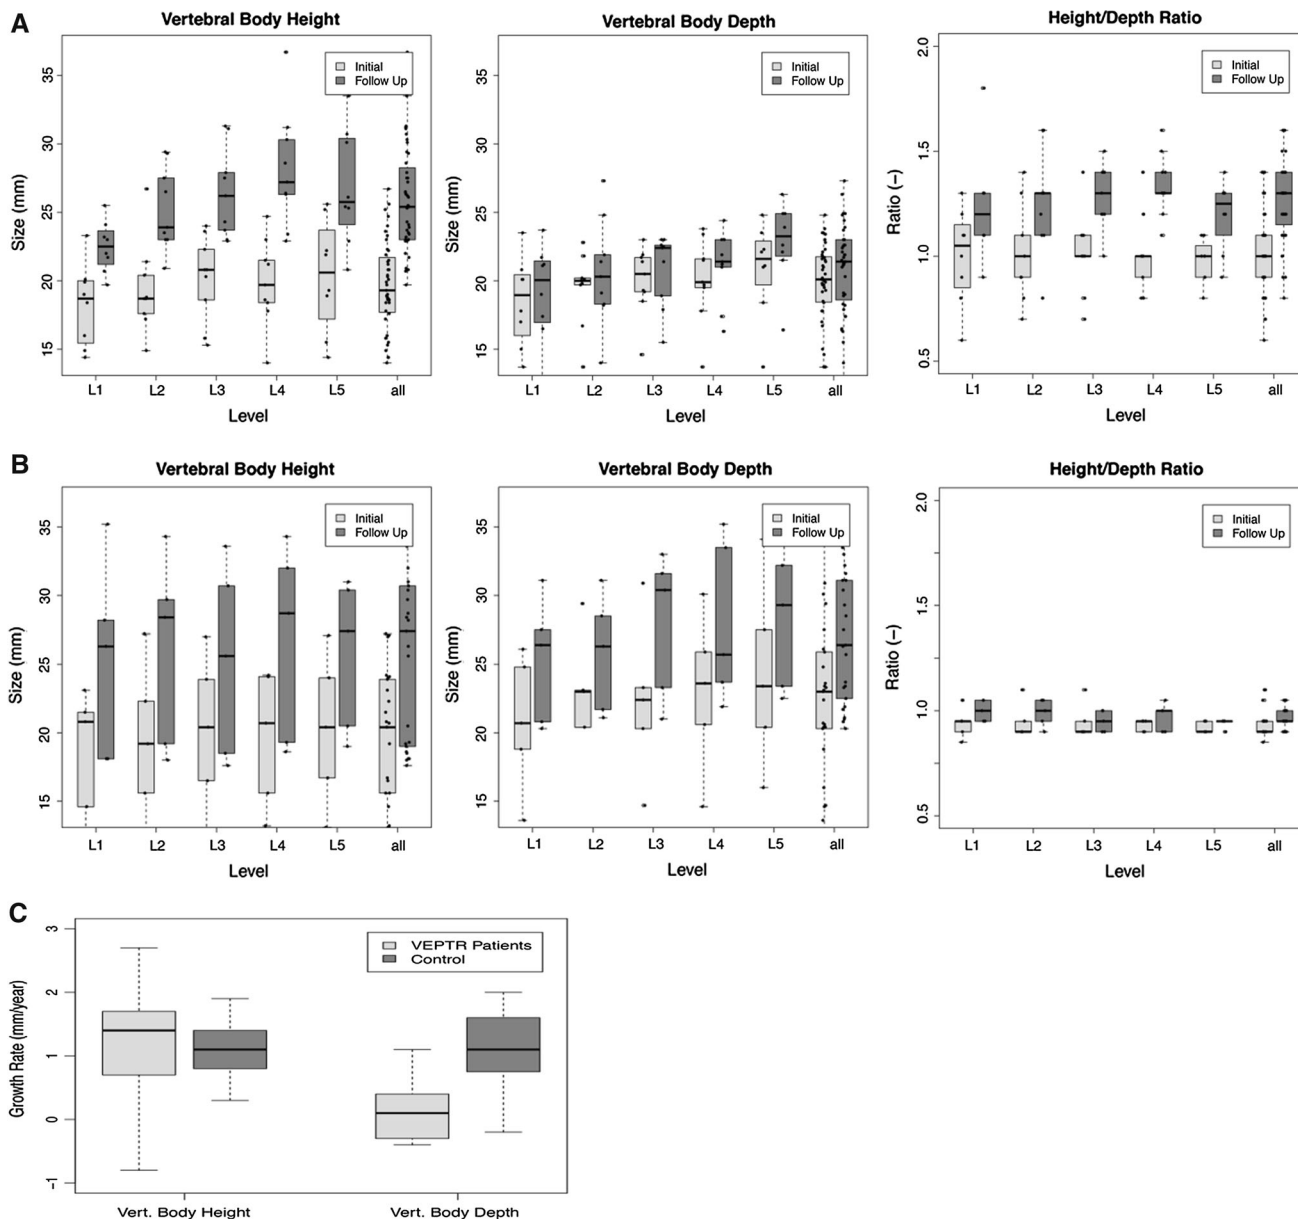 A
Vertebral Body Height
Size (mm)
35
30
25
20
15
Initial
Follow Up
L1 L2 L3 L4 L5 all
Level
Vertebral Body Depth
Size (mm)
35
30
25
20
15
Initial
Follow Up
L1 L2 L3 L4 L5 all
Level
Height/Depth Ratio
Ratio (–)
2.0
1.5
1.0
0.5
Initial
Follow Up
L1 L2 L3 L4 L5 all
Level
B
Vertebral Body Height
Size (mm)
35
30
25
20
15
Initial
Follow Up
L1 L2 L3 L4 L5 all
Level
Vertebral Body Depth
Size (mm)
35
30
25
20
15
Initial
Follow Up
L1 L2 L3 L4 L5 all
Level
Height/Depth Ratio
Ratio (–)
2.0
1.5
1.0
0.5
Initial
Follow Up
L1 L2 L3 L4 L5 all
Level
C
Growth Rate (mm/year)
3
2
1
0
–1
VEPTR Patients
Control
Vert. Body Height Vert. Body Depth